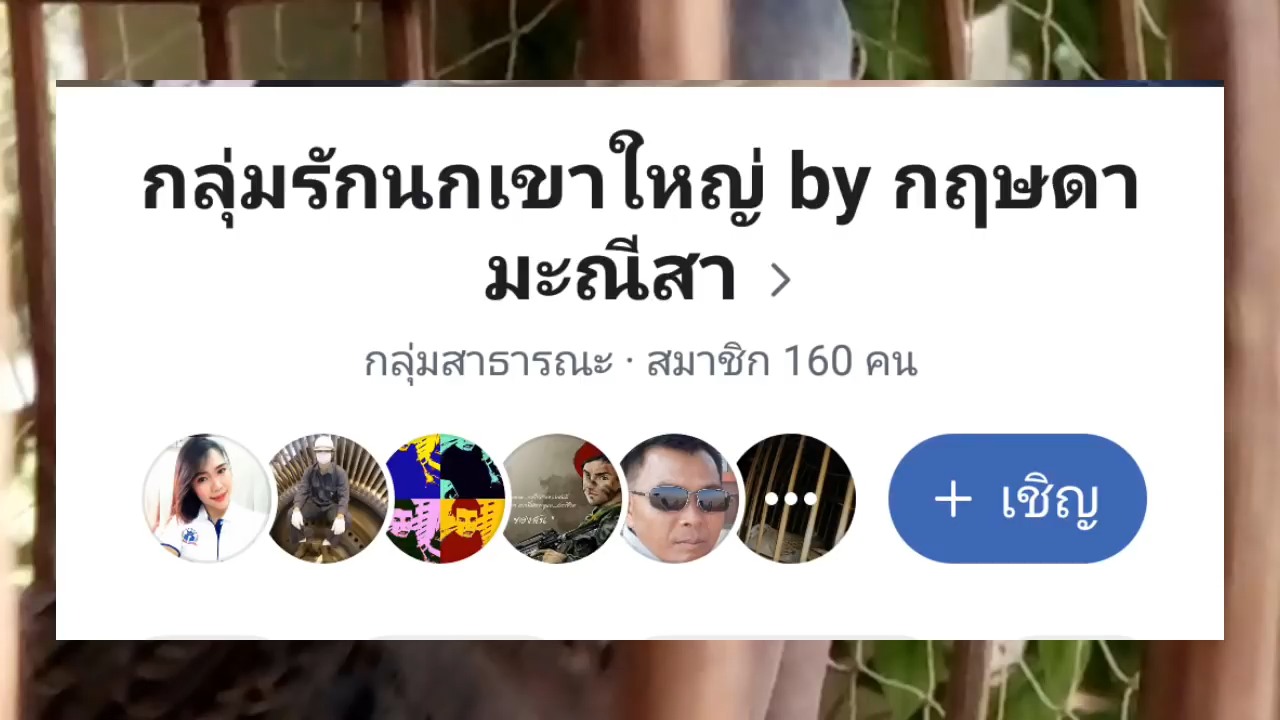 กลุ่มรักนกเขาใหญ่ by กฤษดา
มะณีสา >
กลุ่มสาธารณะ · สมาชิก 160 คน
+ เชิญ